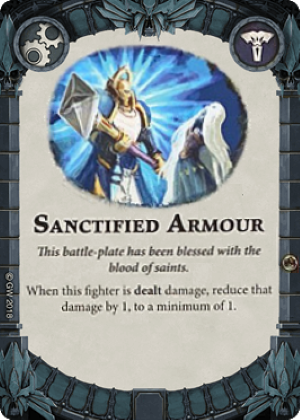 SANCTIFIED ARMOUR
This battle-plate has been blessed with the
blood of saints.
When this fighter is dealt damage, reduce that
damage by 1, to a minimum of 1.
© GW 2018